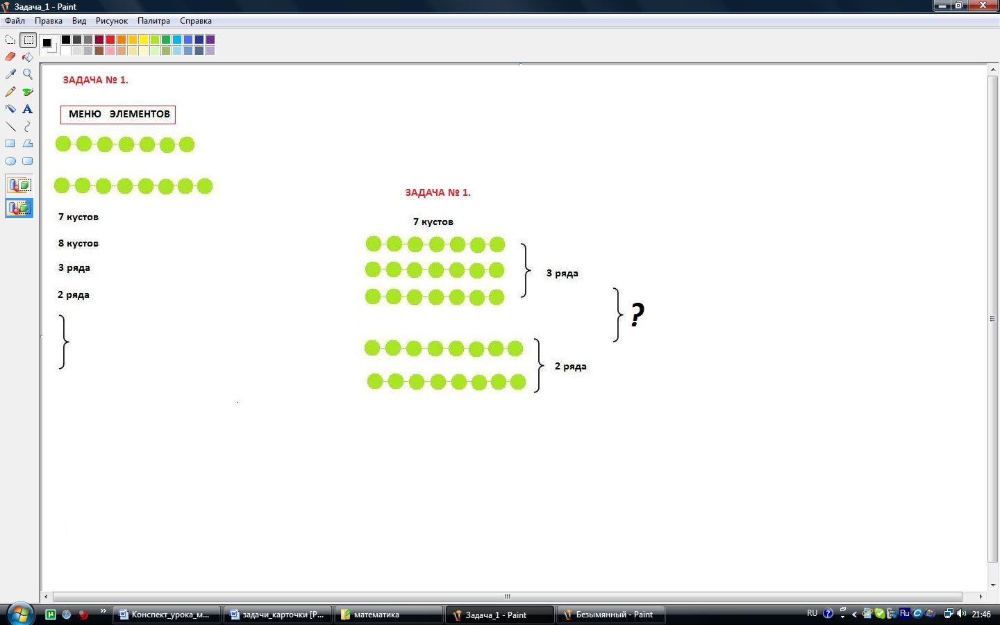 Задача_1 - Paint
Файл Правка Вид Рисунок Палитра Справка
ЗАДАЧА № 1.
МЕНЮ ЭЛЕМЕНТОВ
7 кустов
8 кустов
3 ряда
2 ряда
ЗАДАЧА № 1.
7 кустов
3 ряда
?
2 ряда
Конспект_урока_м... задачи_карточки [Р... математика Задача_1 - Paint Безымянный - Paint RU Ru 21:46